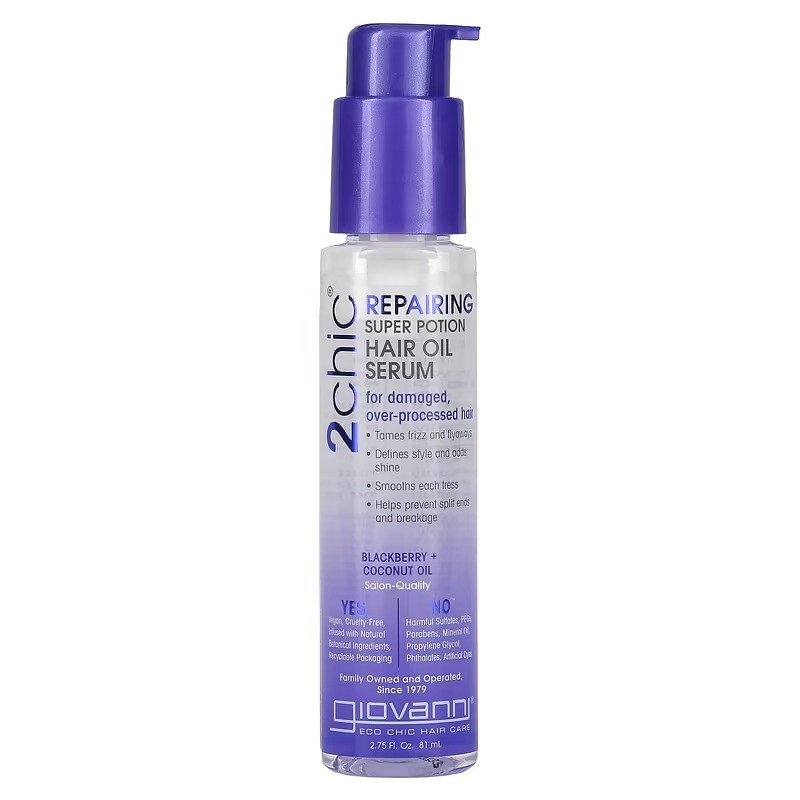 2chic®
REPAIRING
SUPER POTION
HAIR OIL
SERUM
for damaged,
over-processed hair
• Tames frizz and flyaways
• Defines style and adds
shine
• Smooths each tress
• Helps prevent split ends
and breakage
BLACKBERRY +
COCONUT OIL
Salon-Quality
YES
Vegan, Cruelty-Free,
Infused with Natural
Botanical Ingredients,
Recyclable Packaging
NO
Harmful Sulfates, PEGs,
Parabens, Mineral Oil,
Propylene Glycol,
Phthalates, Artificial Dyes
Family Owned and Operated,
Since 1979
giovanni®
ECO CHIC HAIR CARE
2.75 Fl. Oz. 81 mL